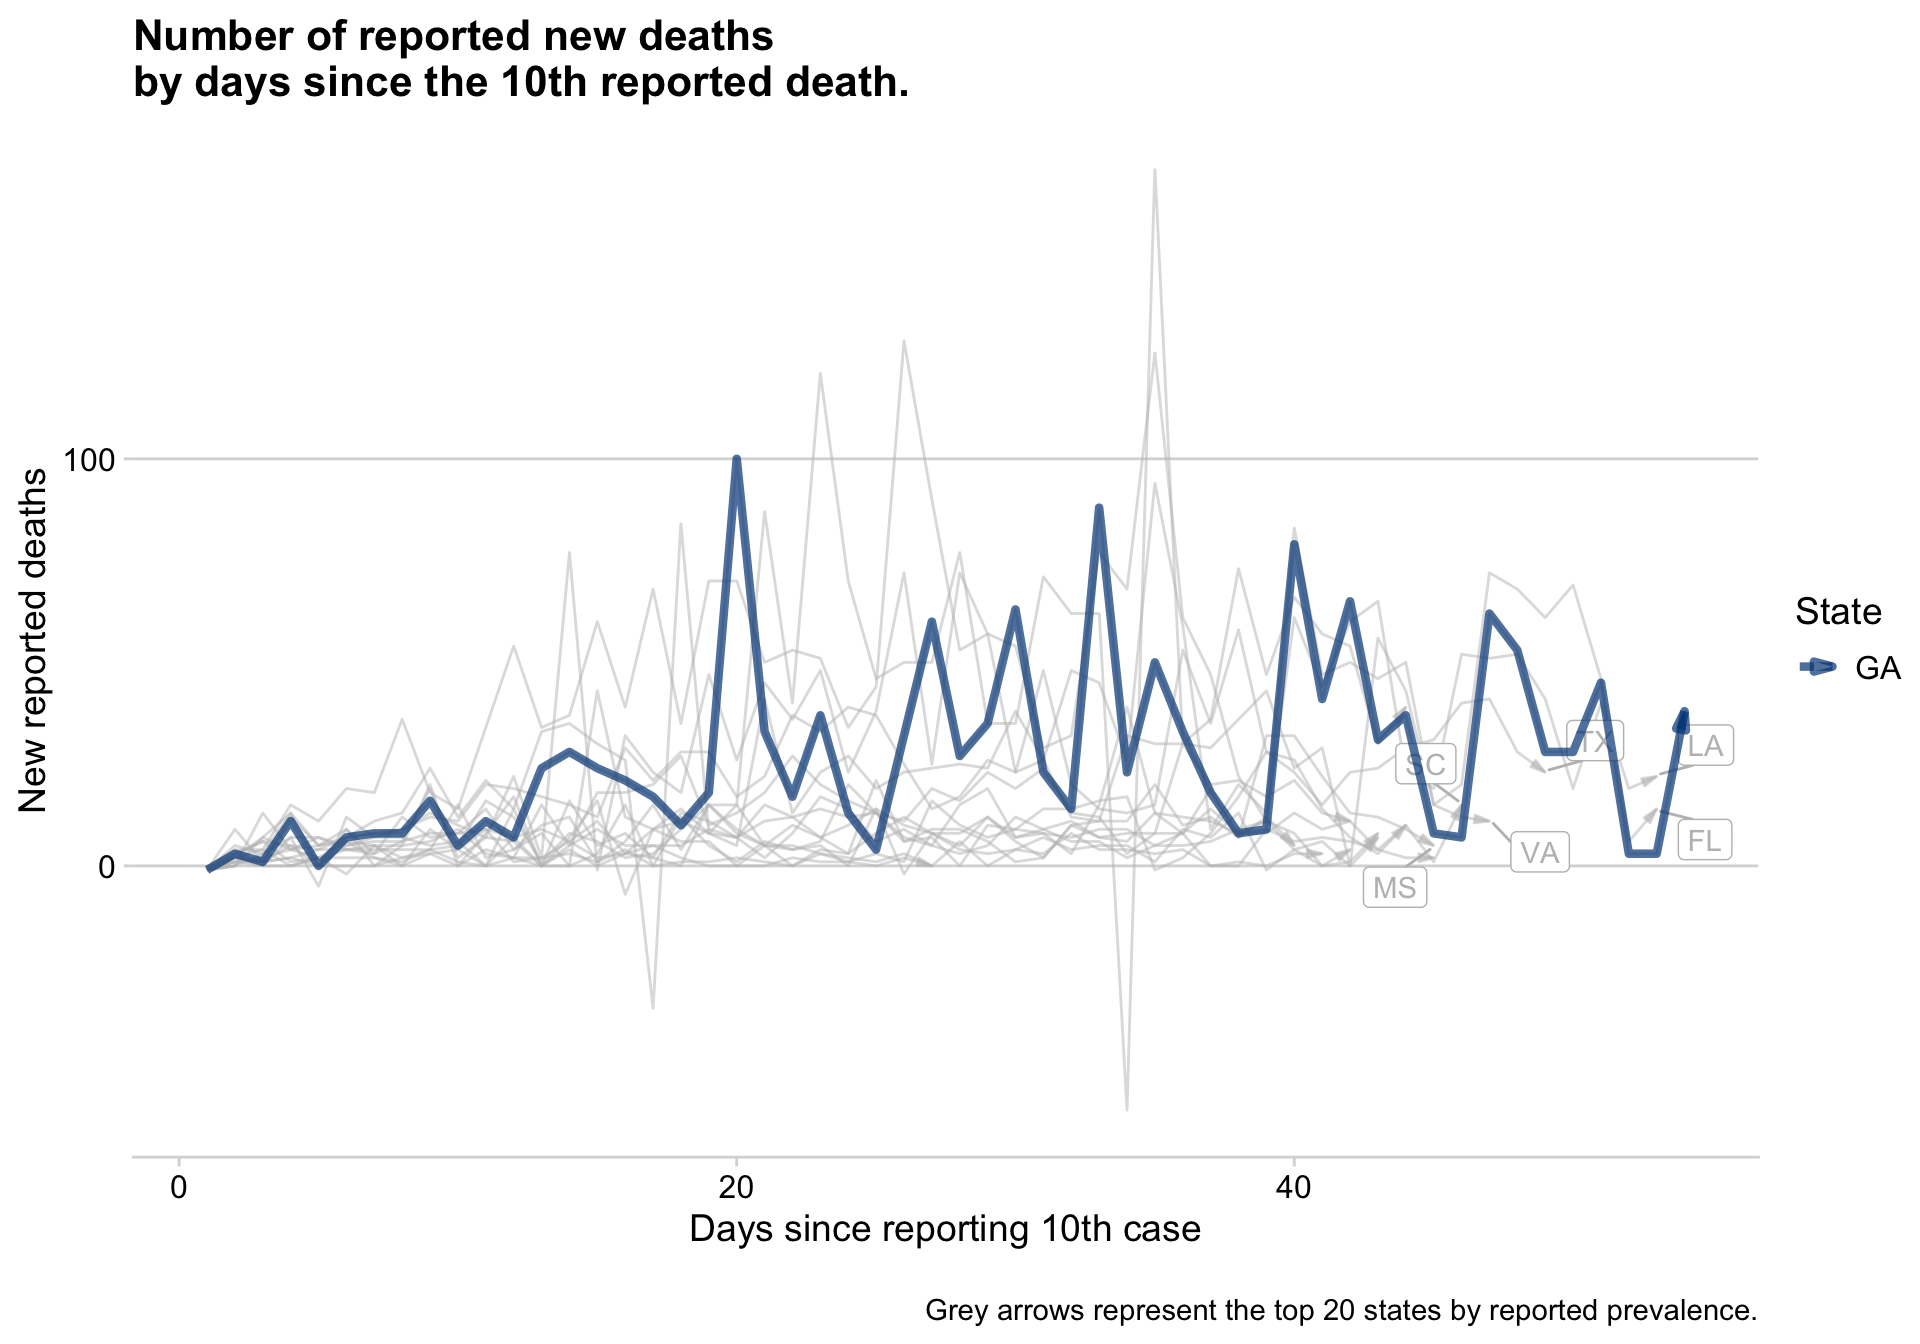 Number of reported new deaths
by days since the 10th reported death.
New reported deaths
100
0
SC
TX
LA
FL
VA
MS
State
GA
0
20
40
Days since reporting 10th case
Grey arrows represent the top 20 states by reported prevalence.